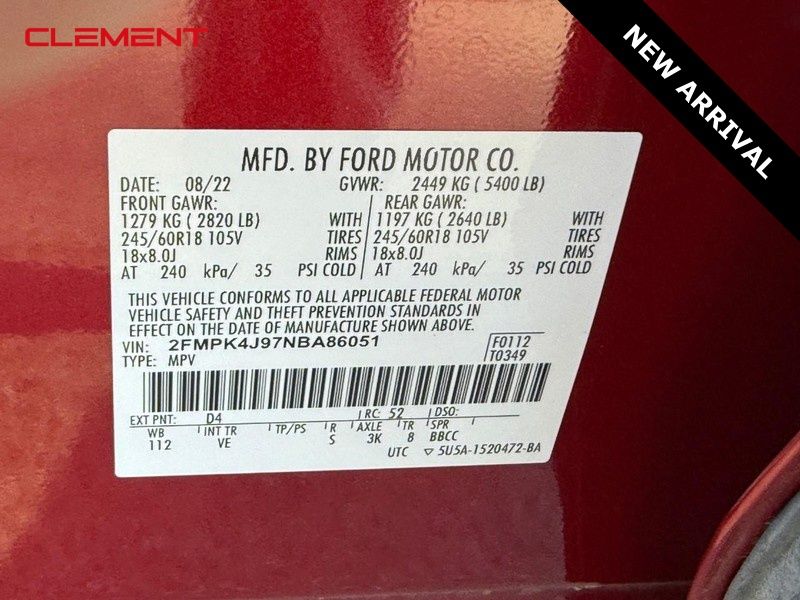 CLEMENT
NEW ARRIVAL
MFD. BY FORD MOTOR CO.
DATE: 08/22 GVWR: 2449 KG ( 5400 LB)
FRONT GAWR: REAR GAWR:
1279 KG ( 2820 LB) WITH 1197 KG ( 2640 LB) WITH
245/60R18 105V TIRES 245/60R18 105V TIRES
18x8.0J RIMS 18x8.0J RIMS
AT 240 kPa/ 35 PSI COLD AT 240 kPa/ 35 PSI COLD
THIS VEHICLE CONFORMS TO ALL APPLICABLE FEDERAL MOTOR
VEHICLE SAFETY AND THEFT PREVENTION STANDARDS IN
EFFECT ON THE DATE OF MANUFACTURE SHOWN ABOVE.
VIN: 2FMPK4J97NBA86051 F0112
TYPE: MPV T0349
EXT PNT: D4 RC: 52 DSO:
WB INT TR TP/PS R AXLE TR SPR
112 VE S 3K 8 BBCC
UTC ▽ 5U5A-1520472-BA